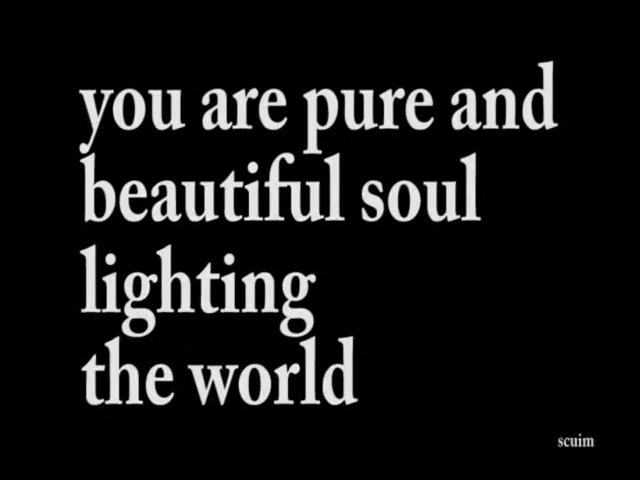 you are pure and
beautiful soul
lighting
the world
scuim